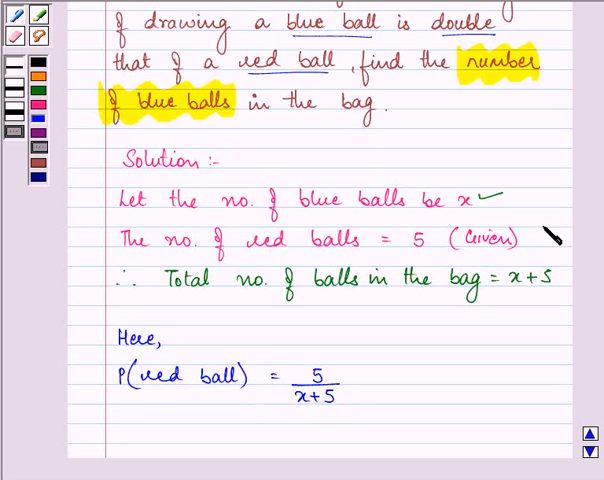 of drawing a blue ball is double
that of a red ball, find the number
of blue balls in the bag.
Solution :-
Let the no. of blue balls be x
The no. of red balls = 5 (Given)
∴ Total no. of balls in the bag = x+5
Here,
P(red ball) = 5/(x+5)